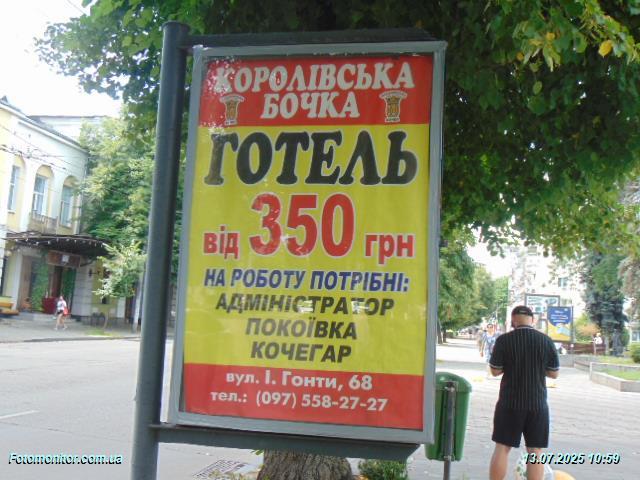 КОРОЛІВСЬКА
БОЧКА
ГОТЕЛЬ
від 350 грн
НА РОБОТУ ПОТРІБНІ:
АДМІНІСТРАТОР
ПОКОЇВКА
КОЧЕГАР
вул. І. Гонти, 68
тел.: (097) 558-27-27
Fotomonitor.com.ua
13.07.2025 10:59